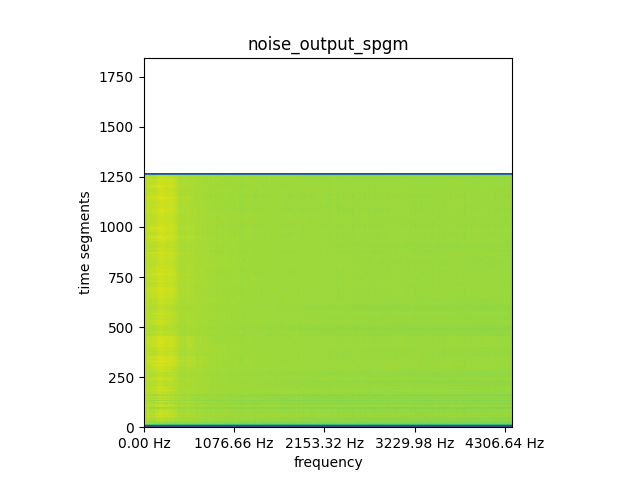 noise_output_spgm
1750
1500
1250
1000
750
500
250
0
0.00 Hz 1076.66 Hz 2153.32 Hz 3229.98 Hz 4306.64 Hz
time segments
frequency